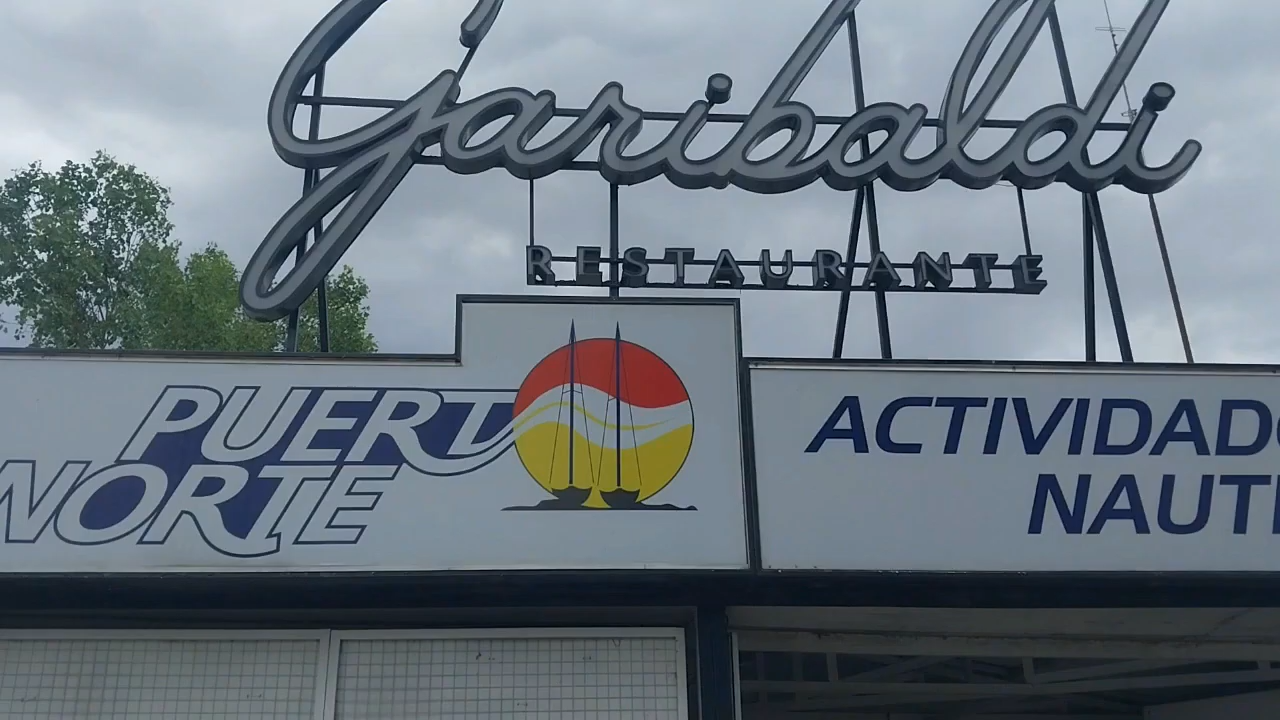 Garibaldi
RESTAURANTE
PUERT
NORTE
ACTIVIDAD
NAUT